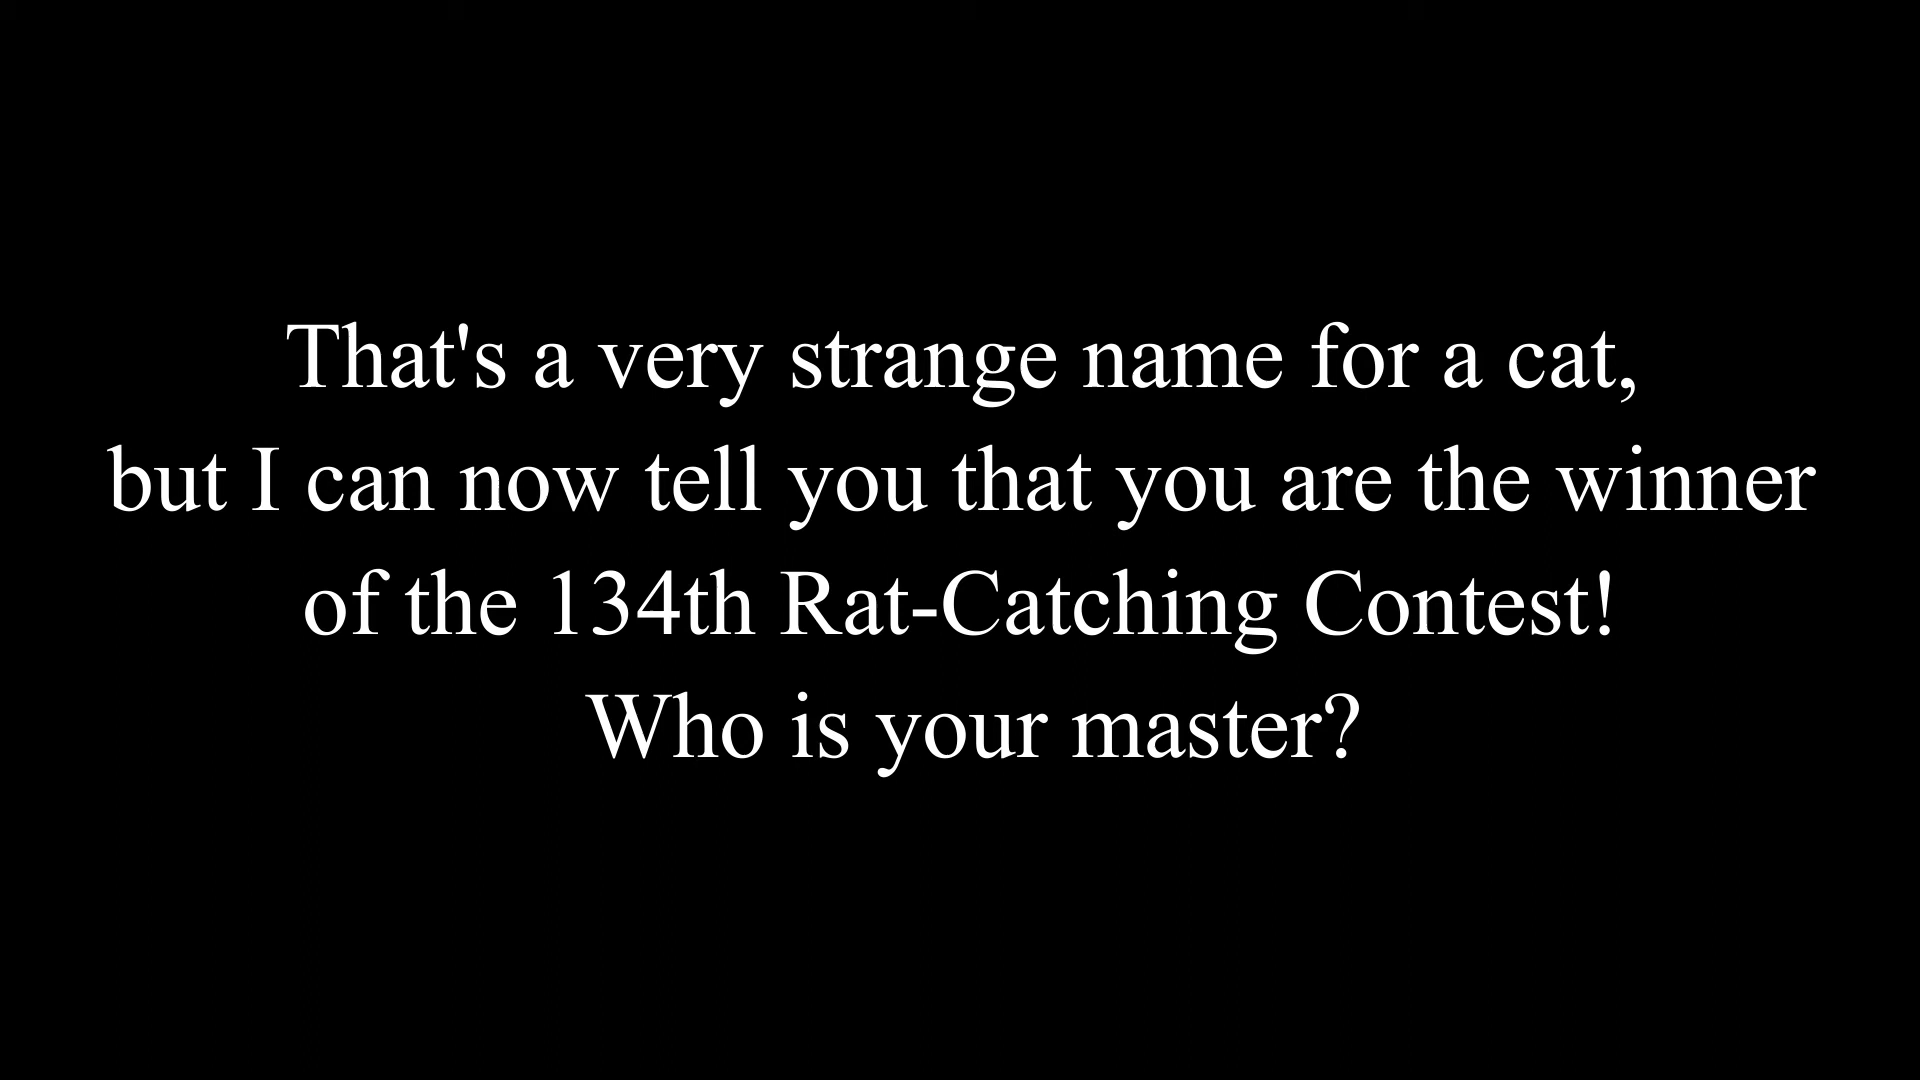 That's a very strange name for a cat,
but I can now tell you that you are the winner
of the 134th Rat-Catching Contest!
Who is your master?